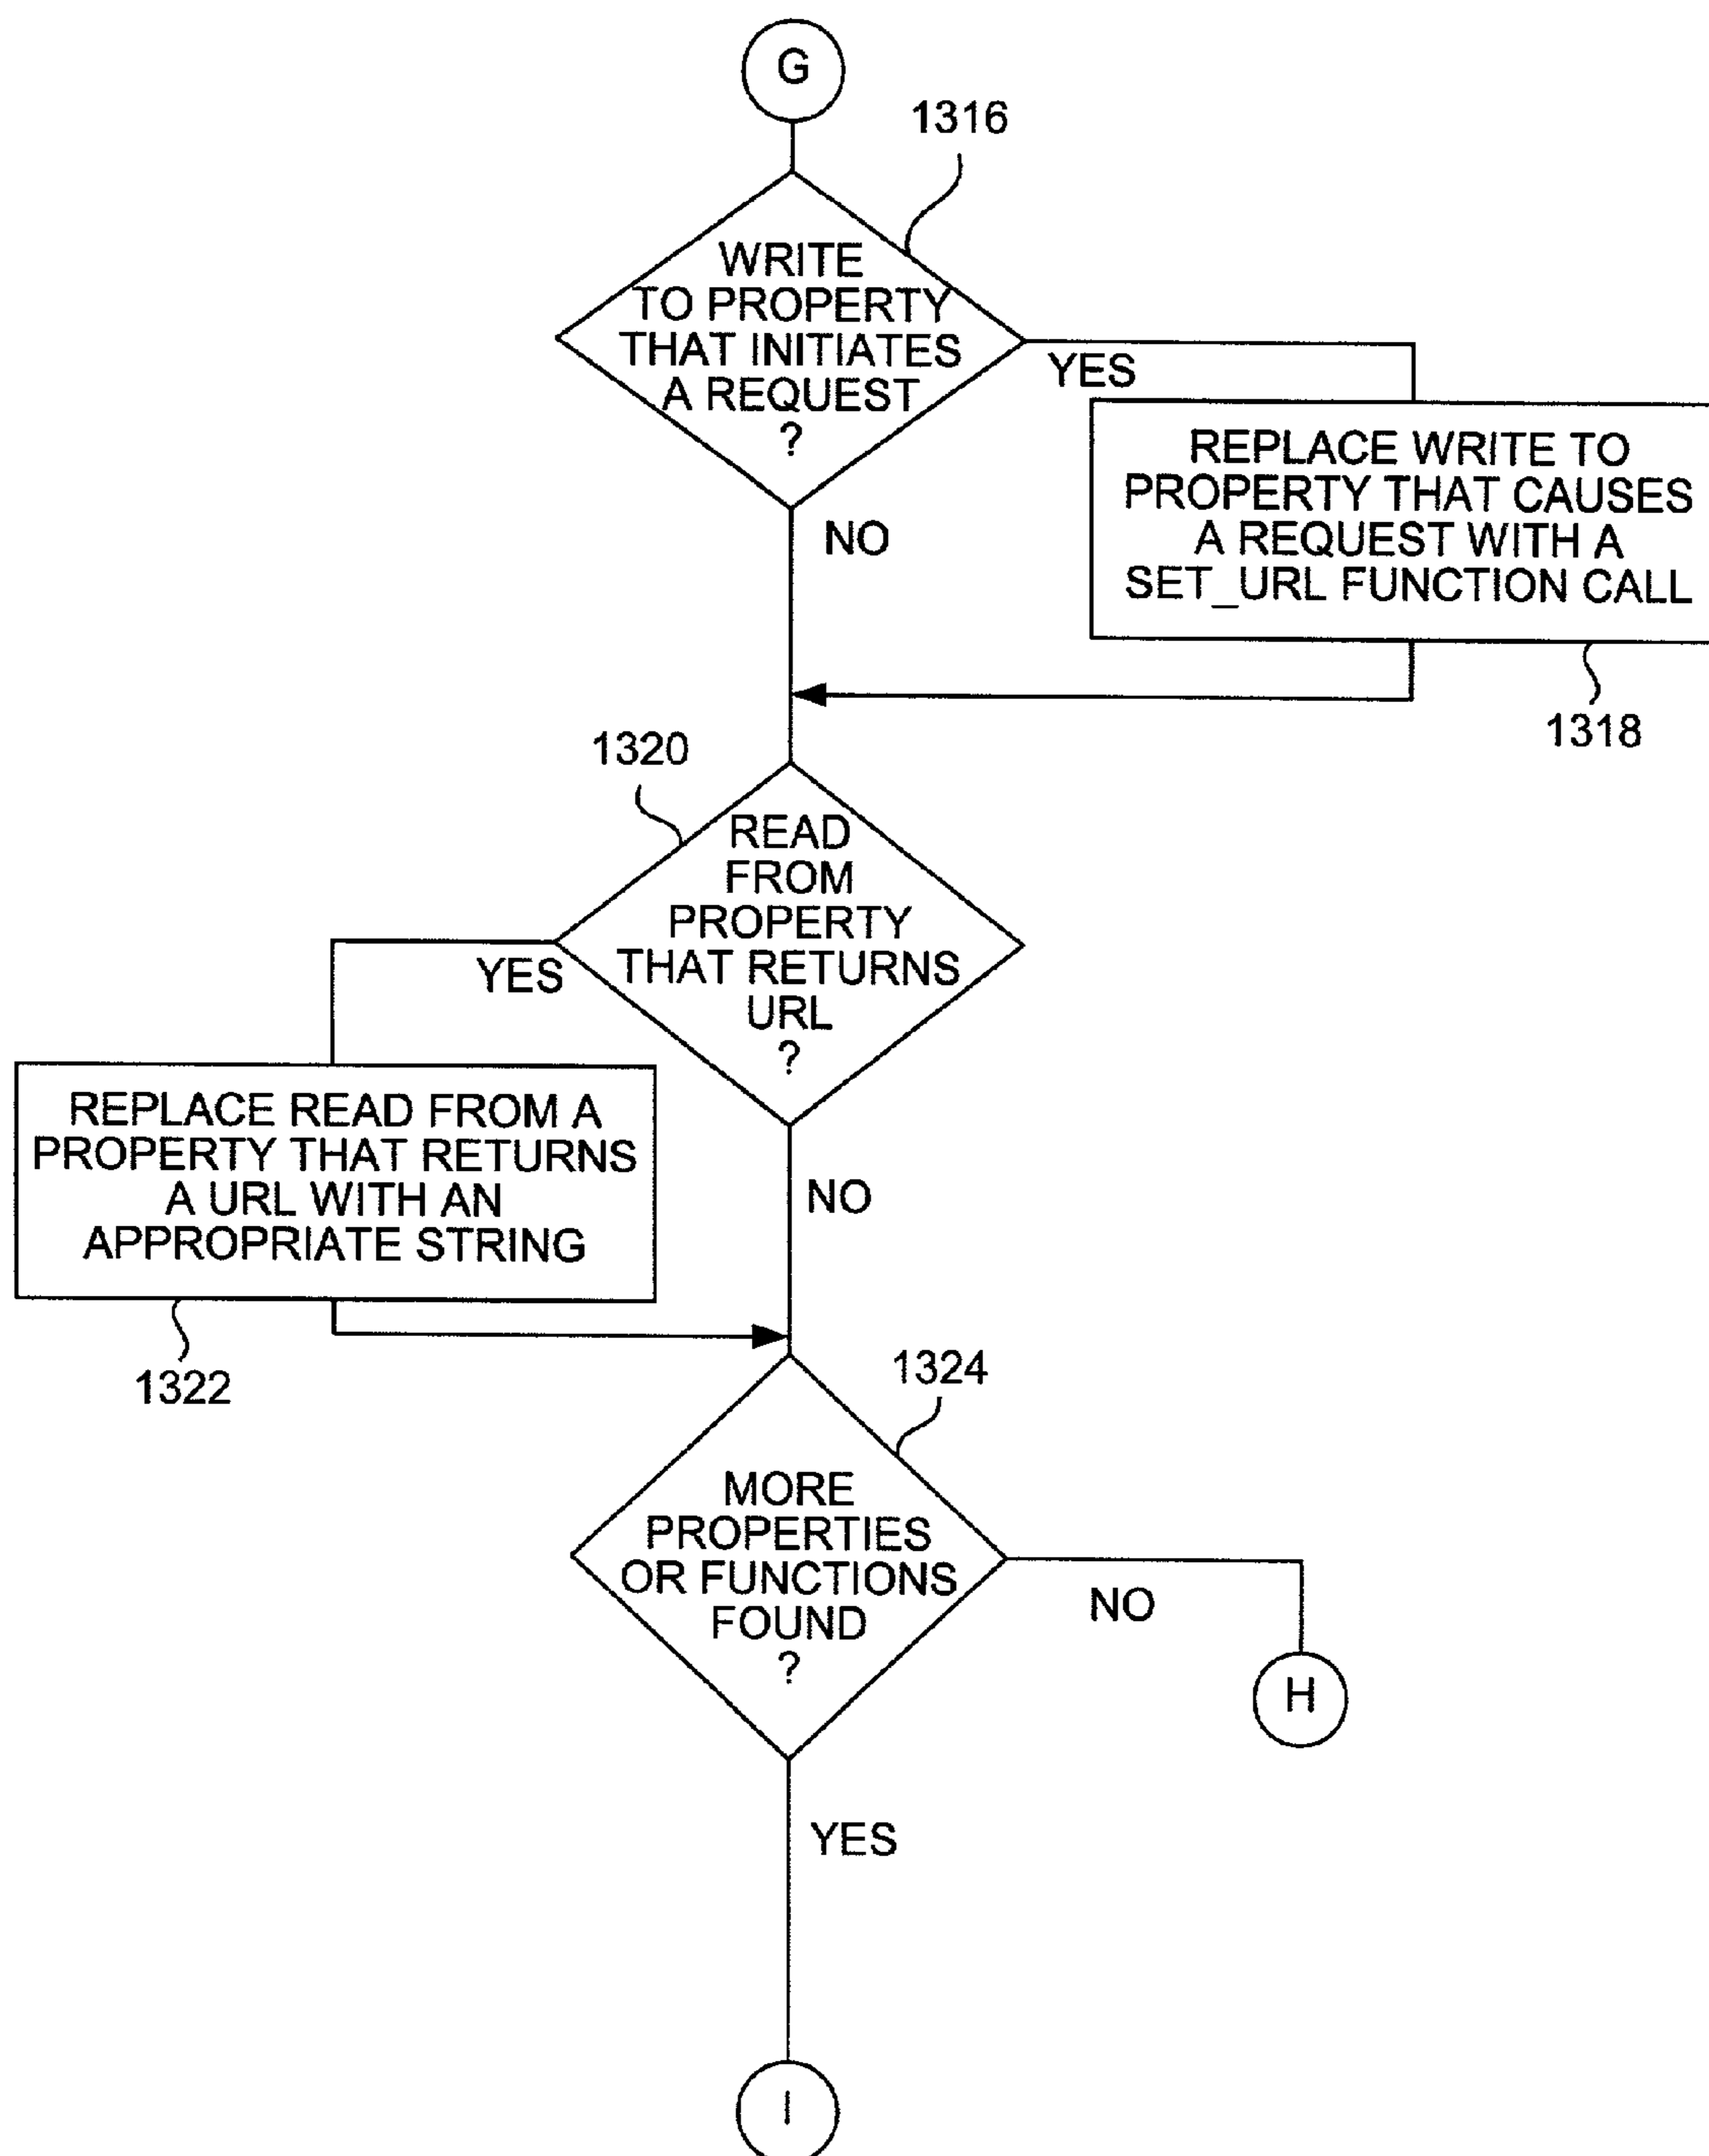 G
1316
WRITE
TO PROPERTY
THAT INITIATES
A REQUEST
?
YES
REPLACE WRITE TO
PROPERTY THAT CAUSES
A REQUEST WITH A
SET_URL FUNCTION CALL
NO
1318
1320
READ
FROM
PROPERTY
THAT RETURNS
URL
?
YES
REPLACE READ FROM A
PROPERTY THAT RETURNS
A URL WITH AN
APPROPRIATE STRING
NO
1322
1324
MORE
PROPERTIES
OR FUNCTIONS
FOUND
?
NO
H
YES
I